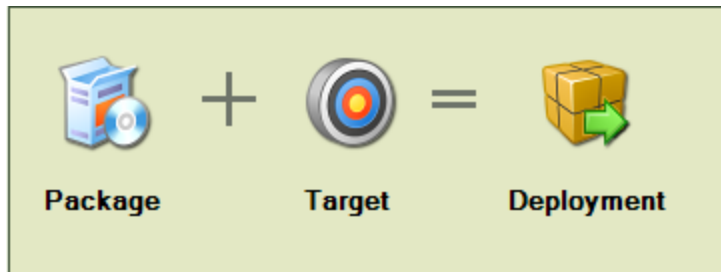 + =
Package Target Deployment